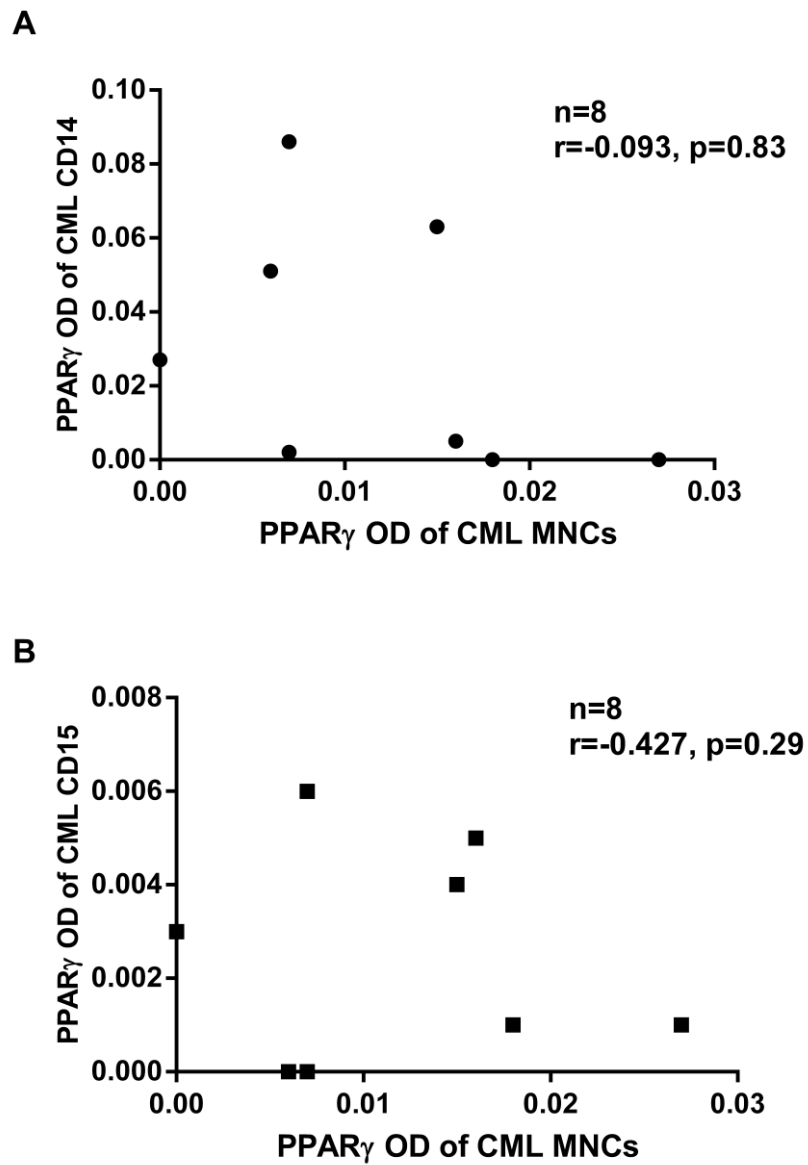 A
0.10
0.08
0.06
0.04
0.02
0.00
PPARγ OD of CML CD14
n=8
r=-0.093, p=0.83
0.00 0.01 0.02 0.03
PPARγ OD of CML MNCs
B
0.008
0.006
0.004
0.002
0.000
PPARγ OD of CML CD15
n=8
r=-0.427, p=0.29
0.00 0.01 0.02 0.03
PPARγ OD of CML MNCs